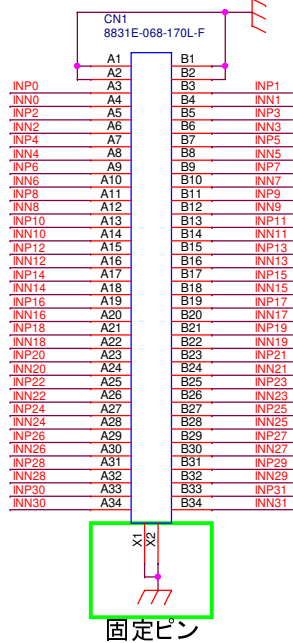 CN1
8831E-068-170L-F
A1 B1
A2 B2
INP0 A3 B3 INP1
INN0 A4 B4 INN1
INP2 A5 B5 INP3
INN2 A6 B6 INN3
INP4 A7 B7 INP5
INN4 A8 B8 INN5
INP6 A9 B9 INP7
INN6 A10 B10 INN7
INP8 A11 B11 INP9
INN8 A12 B12 INN9
INP10 A13 B13 INP11
INN10 A14 B14 INN11
INP12 A15 B15 INP13
INN12 A16 B16 INN13
INP14 A17 B17 INP15
INN14 A18 B18 INN15
INP16 A19 B19 INP17
INN16 A20 B20 INN17
INP18 A21 B21 INP19
INN18 A22 B22 INN19
INP20 A23 B23 INP21
INN20 A24 B24 INN21
INP22 A25 B25 INP23
INN22 A26 B26 INN23
INP24 A27 B27 INP25
INN24 A28 B28 INN25
INP26 A29 B29 INP27
INN26 A30 B30 INN27
INP28 A31 B31 INP29
INN28 A32 B32 INN29
INP30 A33 B33 INP31
INN30 A34 B34 INN31
X1 X2
固定ピン